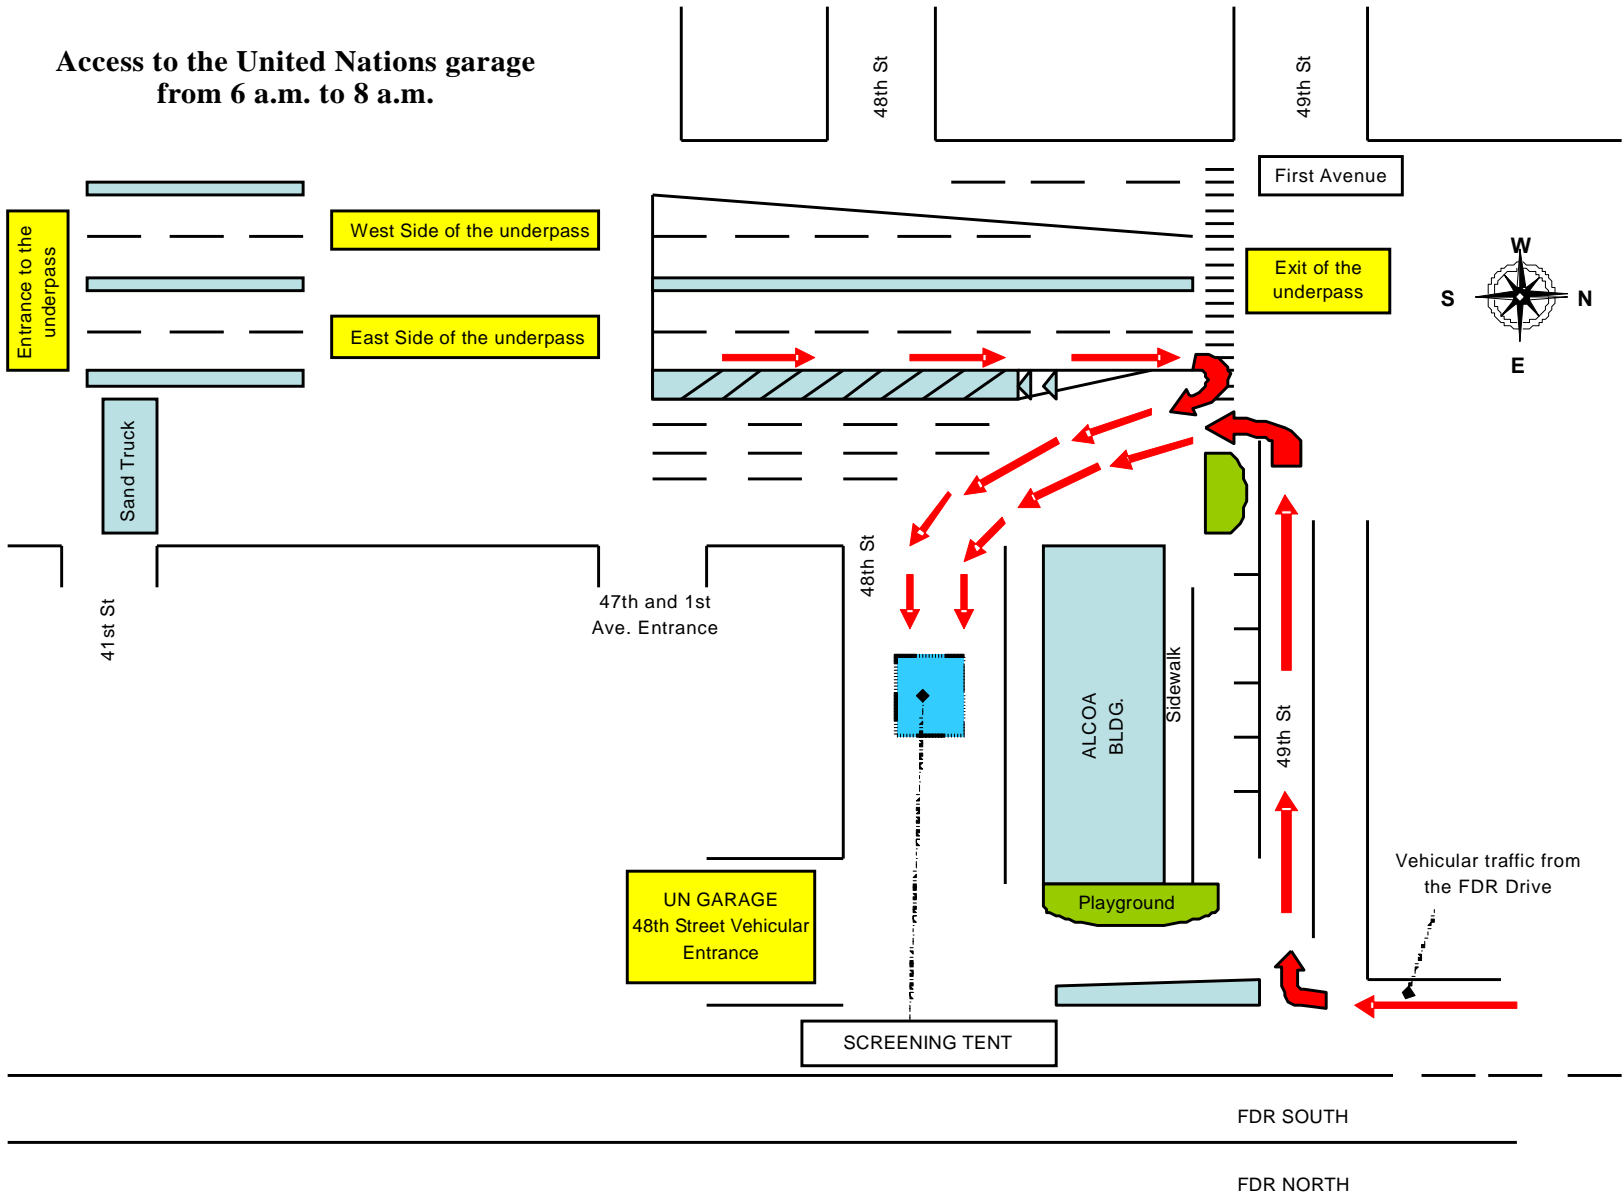 Access to the United Nations garage
from 6 a.m. to 8 a.m.
48th St
49th St
First Avenue
Entrance to the
underpass
West Side of the underpass
East Side of the underpass
Exit of the
underpass
W
S
N
E
Sand Truck
41st St
47th and 1st
Ave. Entrance
48th St
ALCOA
BLDG.
Sidewalk
49th St
Vehicular traffic from
the FDR Drive
UN GARAGE
48th Street Vehicular
Entrance
Playground
SCREENING TENT
FDR SOUTH
FDR NORTH